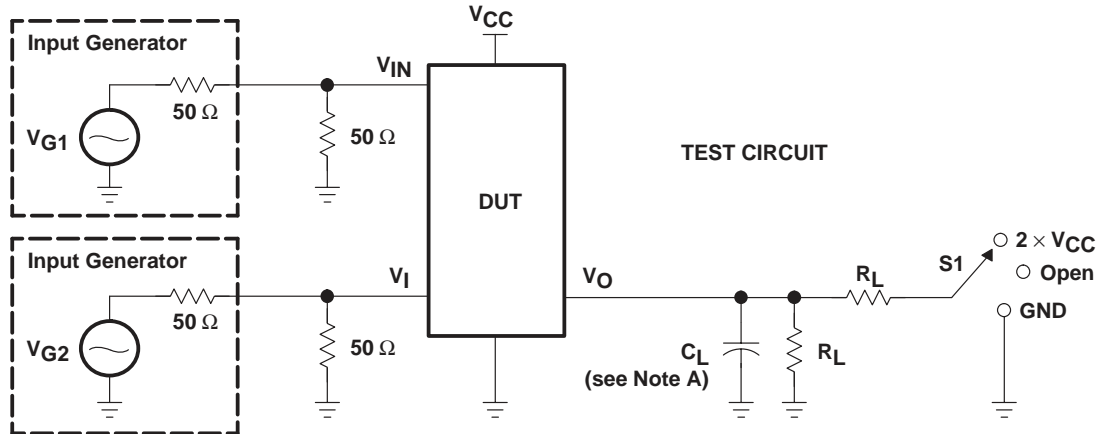 Input Generator
VG1
50 Ω
50 Ω
VIN
VCC
DUT
TEST CIRCUIT
Input Generator
VG2
50 Ω
50 Ω
VI
VO
CL
(see Note A)
RL
RL
S1
2 × VCC
Open
GND